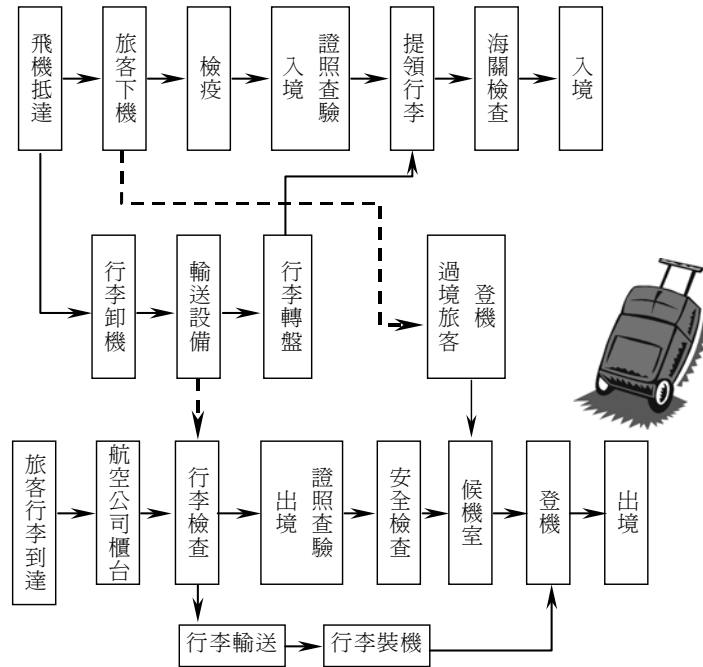 飛機抵達
旅客下機
檢疫
入境
證照查驗
提領行李
海關檢查
入境
行李卸機
輸送設備
行李轉盤
過境旅客
登機
旅客行李到達
航空公司櫃台
行李檢查
出境
證照查驗
安全檢查
候機室
登機
出境
行李輸送
行李裝機